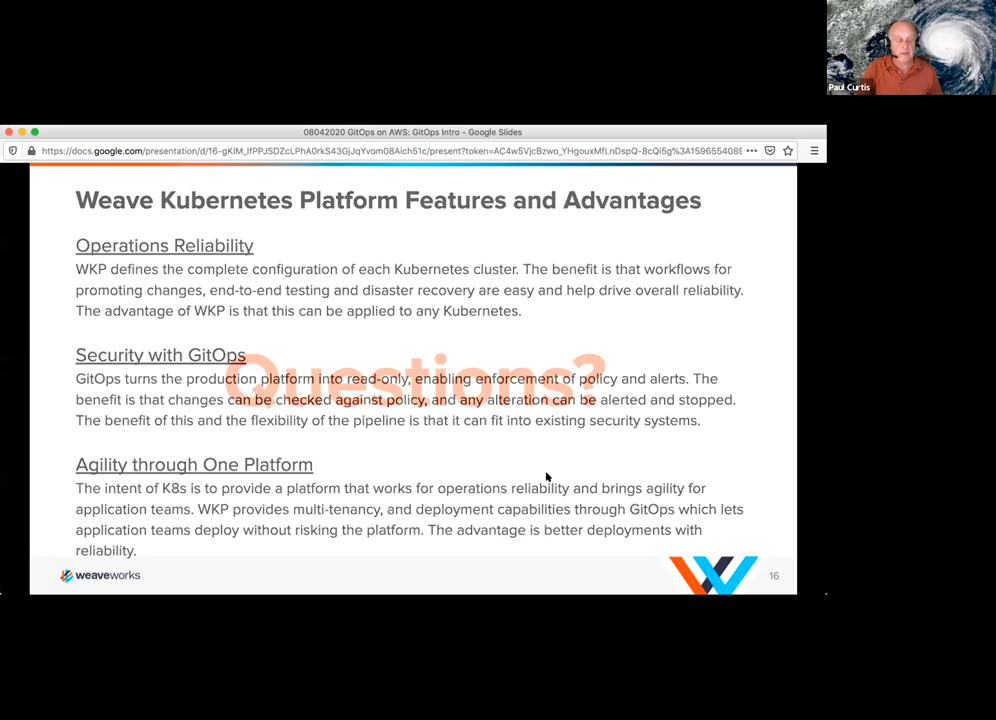 Paul Curtis
08042020 GitOps on AWS: GitOps Intro - Google Slides
Weave Kubernetes Platform Features and Advantages
Operations Reliability
WKP defines the complete configuration of each Kubernetes cluster. The benefit is that workflows for
promoting changes, end-to-end testing and disaster recovery are easy and help drive overall reliability.
The advantage of WKP is that this can be applied to any Kubernetes.
Security with GitOps
Questions?
GitOps turns the production platform into read-only, enabling enforcement of policy and alerts. The
benefit is that changes can be checked against policy, and any alteration can be alerted and stopped.
The benefit of this and the flexibility of the pipeline is that it can fit into existing security systems.
Agility through One Platform
The intent of K8s is to provide a platform that works for operations reliability and brings agility for
application teams. WKP provides multi-tenancy, and deployment capabilities through GitOps which lets
application teams deploy without risking the platform. The advantage is better deployments with
reliability.
weaveworks
16